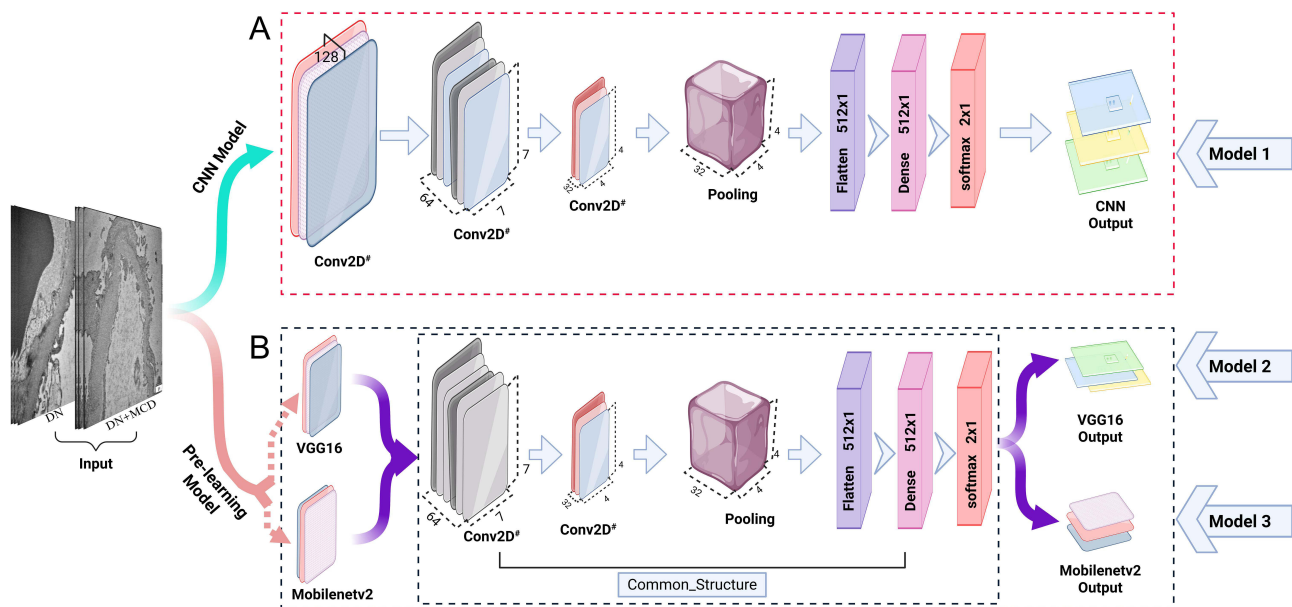 A
128
Conv2D#
64
7
7
Conv2D#
32
4
4
Conv2D#
32
4
4
Pooling
Flatten 512x1
Dense 512x1
softmax 2x1
CNN
Output
Model 1
CNN Model
DN
DN+MCD
Input
Pre-learning
Model
B
VGG16
Mobilenetv2
64
7
7
Conv2D#
32
4
4
Conv2D#
32
4
4
Pooling
Flatten 512x1
Dense 512x1
softmax 2x1
Common_Structure
VGG16
Output
Mobilenetv2
Output
Model 2
Model 3